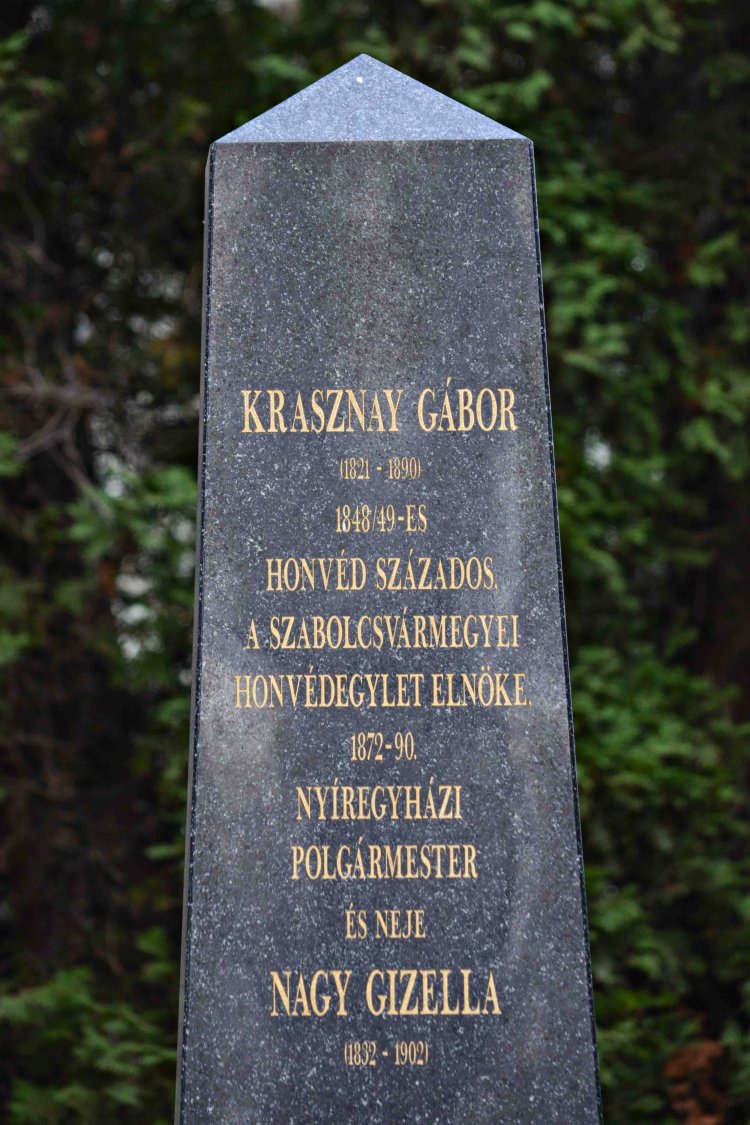 KRASZNAY GÁBOR
(1821 - 1890)
1848/49-ES
HONVÉD SZÁZADOS,
A SZABOLCSVÁRMEGYEI
HONVÉDEGYLET ELNÖKE,
1872-90.
NYÍREGYHÁZI
POLGÁRMESTER
ÉS NEJE
NAGY GIZELLA
(1832 - 1902)